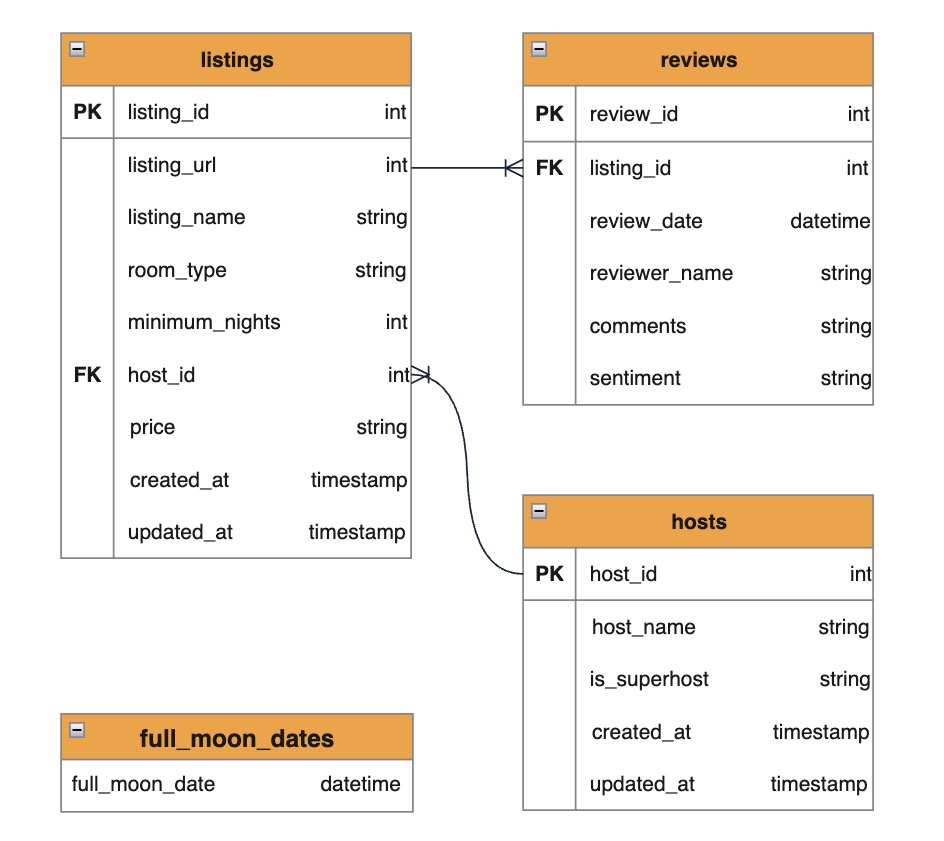 listings
PK listing_id int
listing_url int
listing_name string
room_type string
minimum_nights int
FK host_id int
price string
created_at timestamp
updated_at timestamp
reviews
PK review_id int
FK listing_id int
review_date datetime
reviewer_name string
comments string
sentiment string
hosts
PK host_id int
host_name string
is_superhost string
created_at timestamp
updated_at timestamp
full_moon_dates
full_moon_date datetime